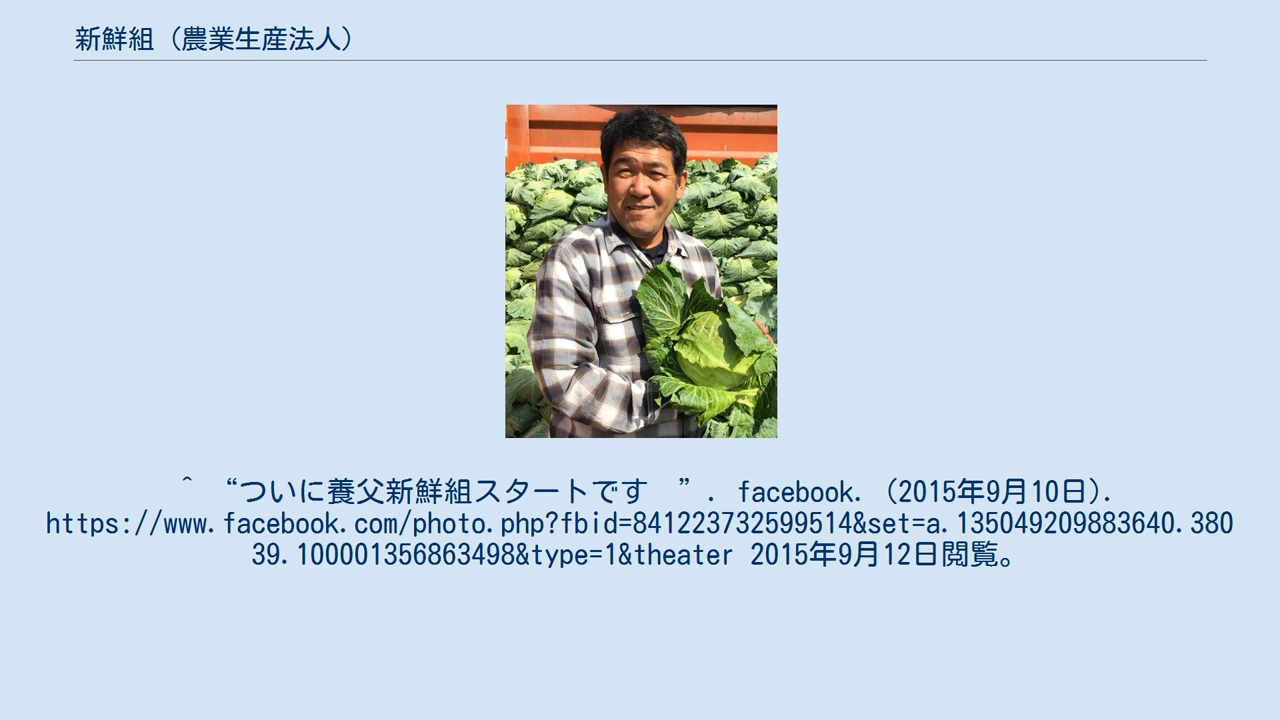 新鮮組（農業生産法人）
^ “ついに養父新鮮組スタートです　”. facebook. (2015年9月10日).
https://www.facebook.com/photo.php?fbid=841223732599514&set=a.135049209883640.380
39.100001356863498&type=1&theater 2015年9月12日閲覧。